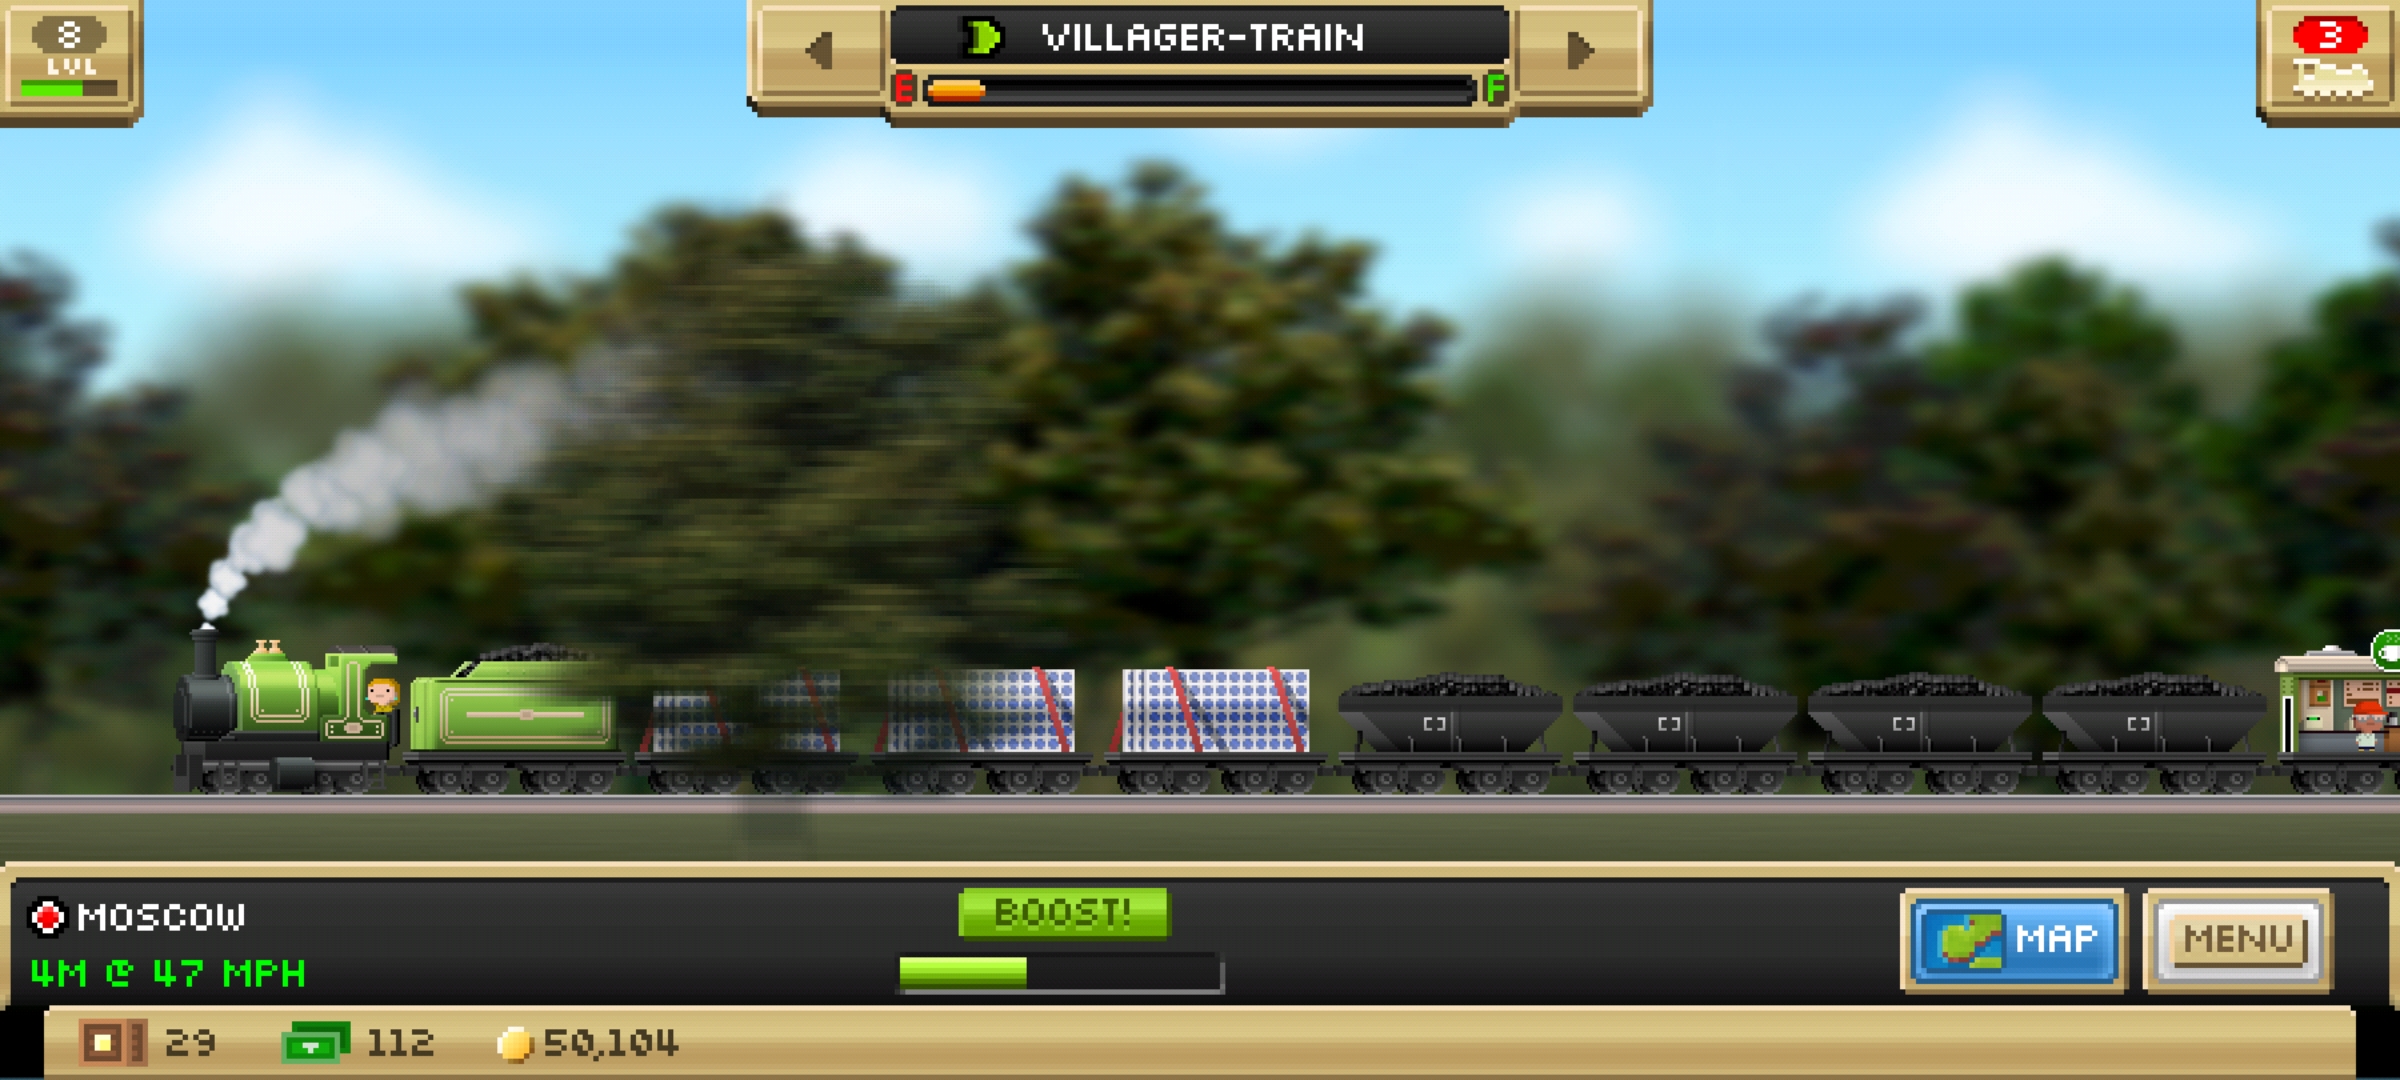 8
LVL
VILLAGER-TRAIN
E F
3
MOSCOW
4M @ 47 MPH
BOOST!
MAP
MENU
29 112 50,104